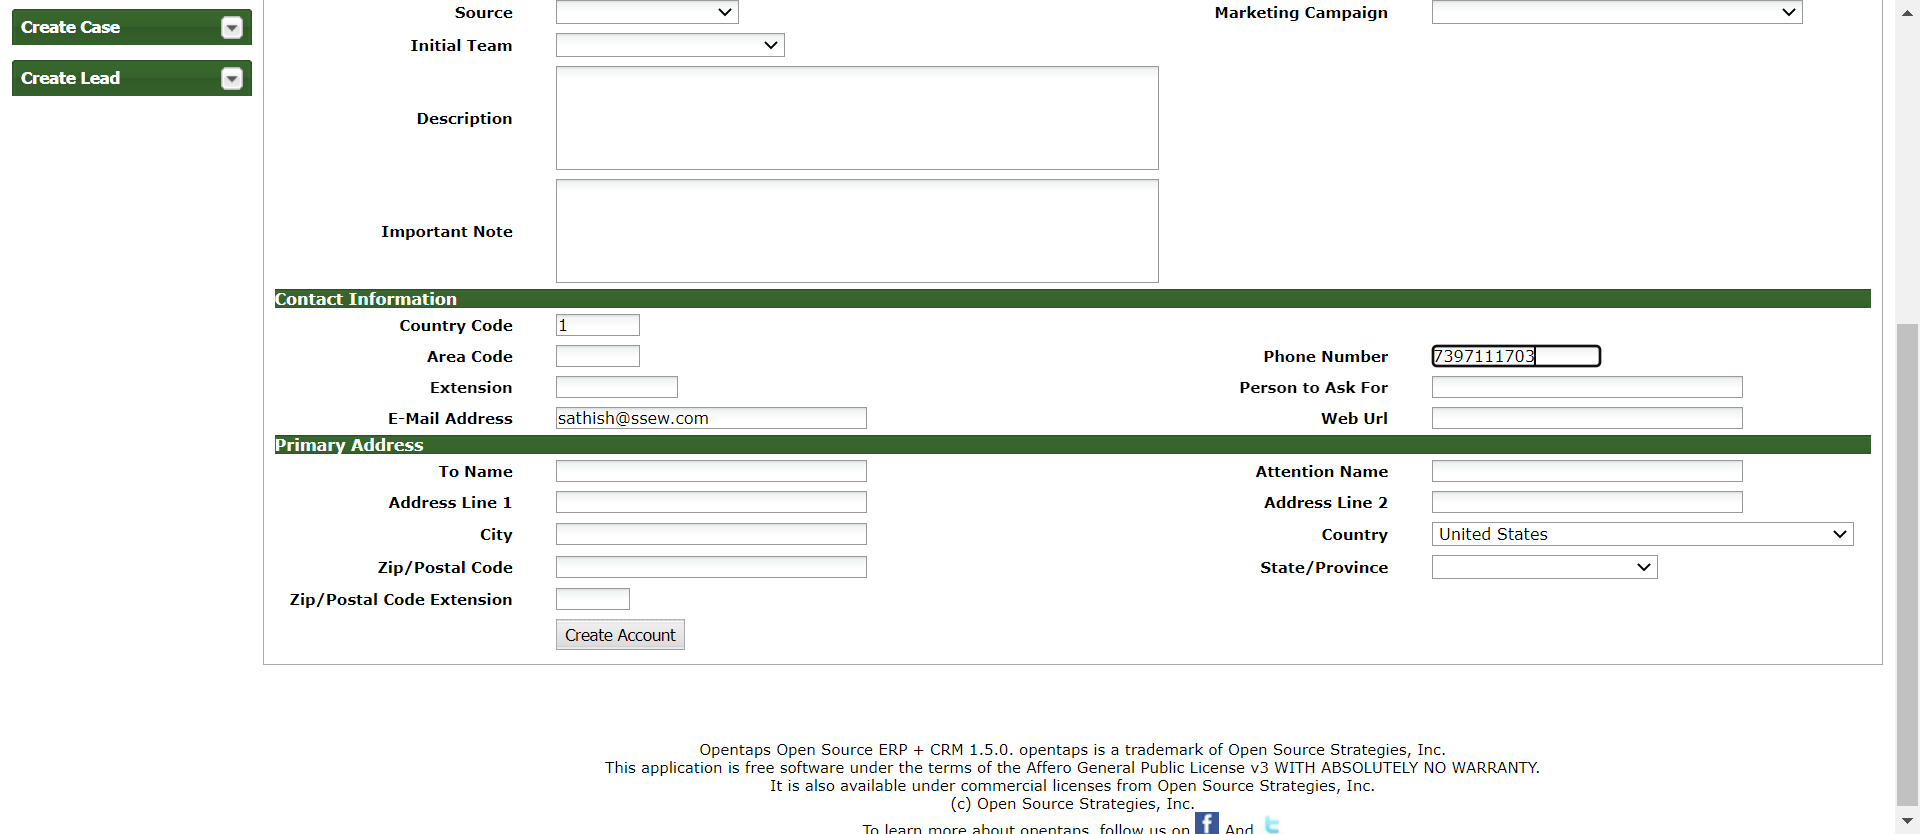 Create Case
Create Lead
Source
Marketing Campaign
Initial Team
Description
Important Note
Contact Information
Country Code 1
Area Code
Phone Number 7397111703
Extension
Person to Ask For
E-Mail Address sathish@ssew.com
Web Url
Primary Address
To Name
Attention Name
Address Line 1
Address Line 2
City
Country United States
Zip/Postal Code
State/Province
Zip/Postal Code Extension
Create Account
Opentaps Open Source ERP + CRM 1.5.0. opentaps is a trademark of Open Source Strategies, Inc.
This application is free software under the terms of the Affero General Public License v3 WITH ABSOLUTELY NO WARRANTY.
It is also available under commercial licenses from Open Source Strategies, Inc.
(c) Open Source Strategies, Inc.
To learn more about opentaps, follow us on f And t